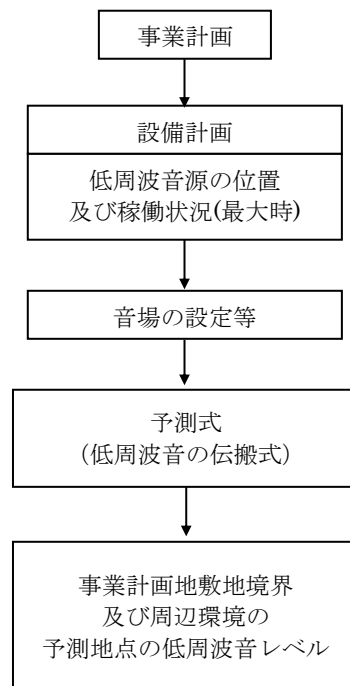 事業計画
設備計画
低周波音源の位置
及び稼働状況(最大時)
音場の設定等
予測式
（低周波音の伝搬式）
事業計画地敷地境界
及び周辺環境の
予測地点の低周波音レベル